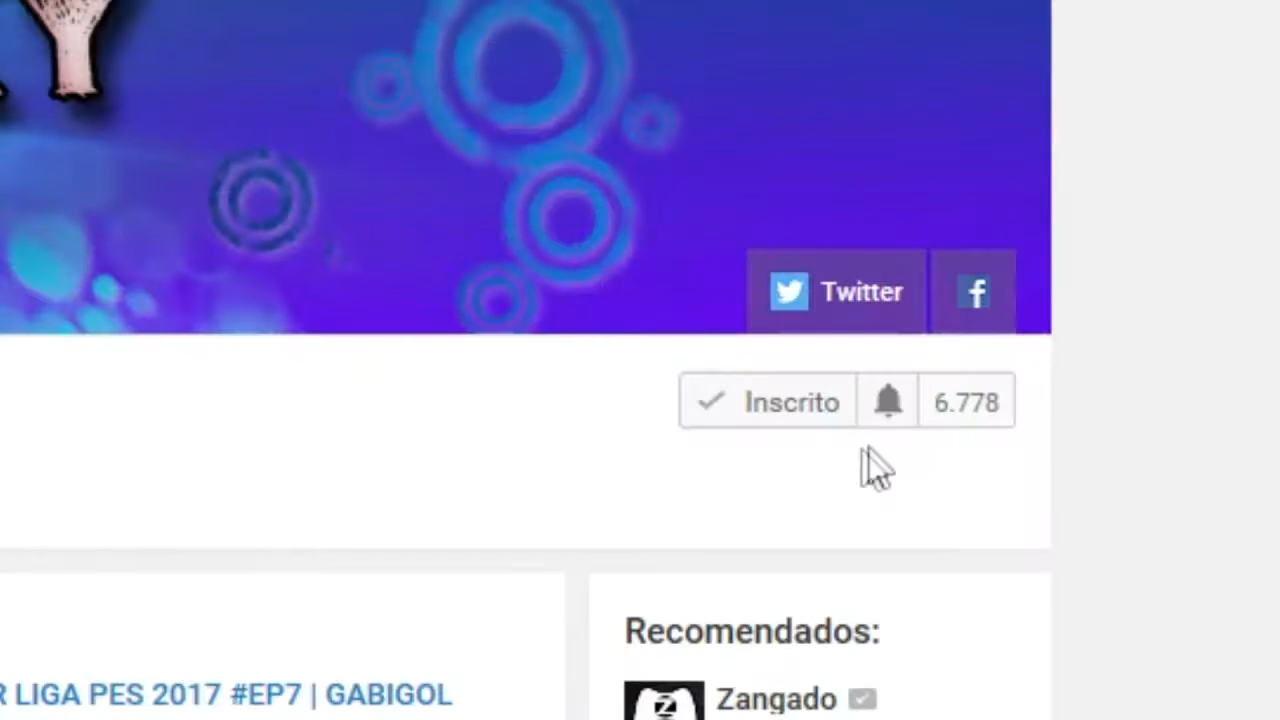 Y
Twitter
Inscrito 6.778
Recomendados:
R LIGA PES 2017 #EP7 | GABIGOL
Zangado